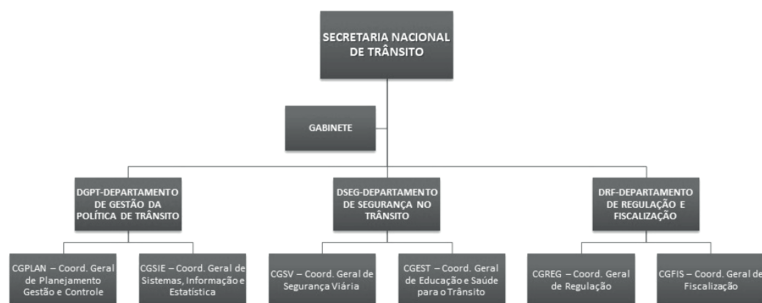 SECRETARIA NACIONAL
DE TRÂNSITO
GABINETE
DGPT-DEPARTAMENTO
DE GESTÃO DA
POLÍTICA DE TRÂNSITO
DSEG-DEPARTAMENTO
DE SEGURANÇA NO
TRÂNSITO
DRF-DEPARTAMENTO
DE REGULAÇÃO E
FISCALIZAÇÃO
CGPLAN – Coord. Geral
de Planejamento
Gestão e Controle
CGSIE – Coord. Geral de
Sistemas, Informação e
Estatística
CGSV – Coord. Geral de
Segurança Viária
CGEST – Coord. Geral
de Educação e Saúde
para o Trânsito
CGREG – Coord. Geral
de Regulação
CGFIS – Coord. Geral de
Fiscalização